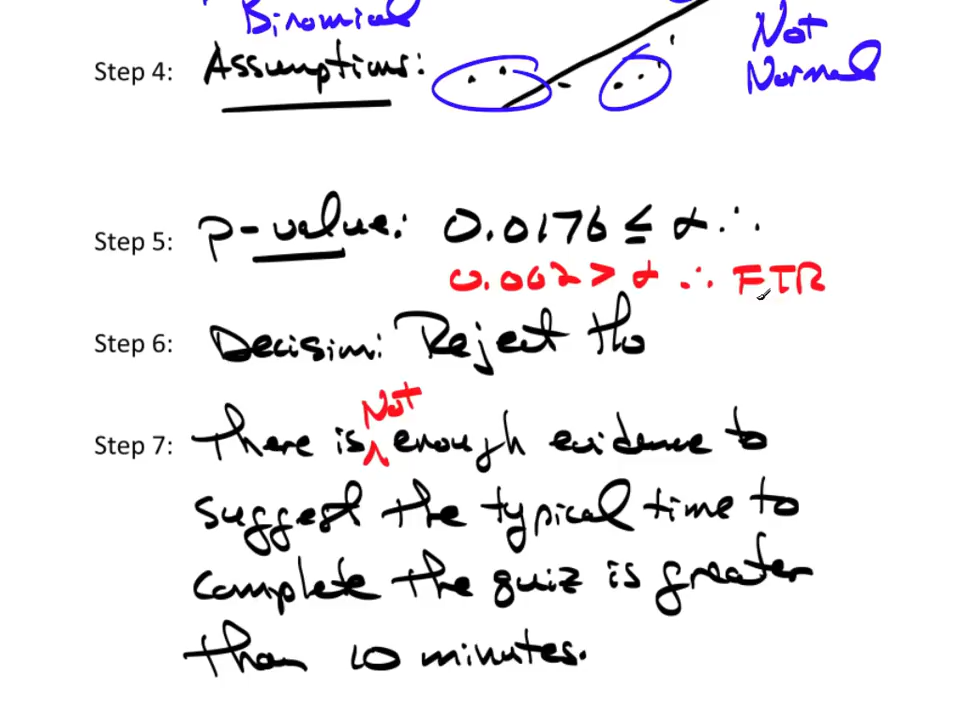 Binomial
Not
Normal
Step 4: Assumptions:
Step 5: p-value: 0.0176 ≤ α ∴
0.062 > α ∴ FTR
Step 6: Decision: Reject Ho
Not
Step 7: There is ^ enough evidence to
suggest the typical time to
complete the quiz is greater
than 10 minutes.